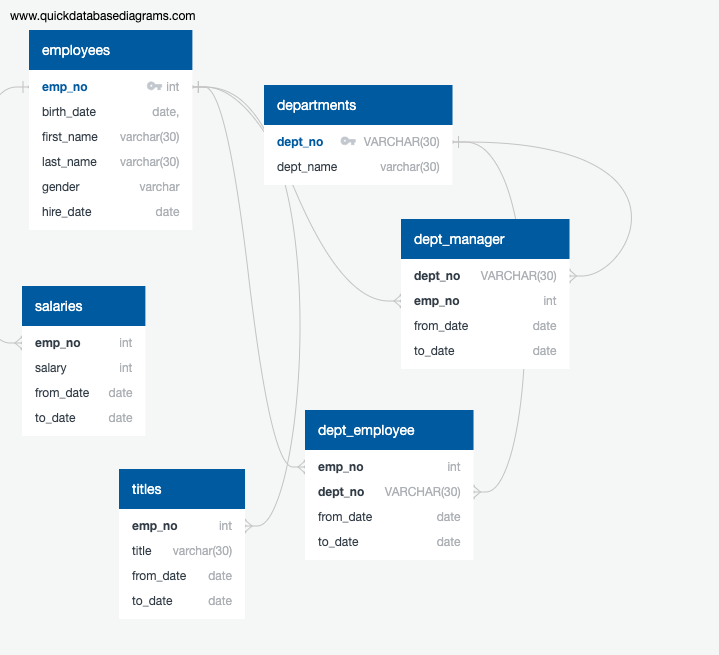 www.quickdatabasediagrams.com
employees
emp_no int
birth_date date,
first_name varchar(30)
last_name varchar(30)
gender varchar
hire_date date
departments
dept_no VARCHAR(30)
dept_name varchar(30)
dept_manager
dept_no VARCHAR(30)
emp_no int
from_date date
to_date date
salaries
emp_no int
salary int
from_date date
to_date date
dept_employee
emp_no int
dept_no VARCHAR(30)
from_date date
to_date date
titles
emp_no int
title varchar(30)
from_date date
to_date date